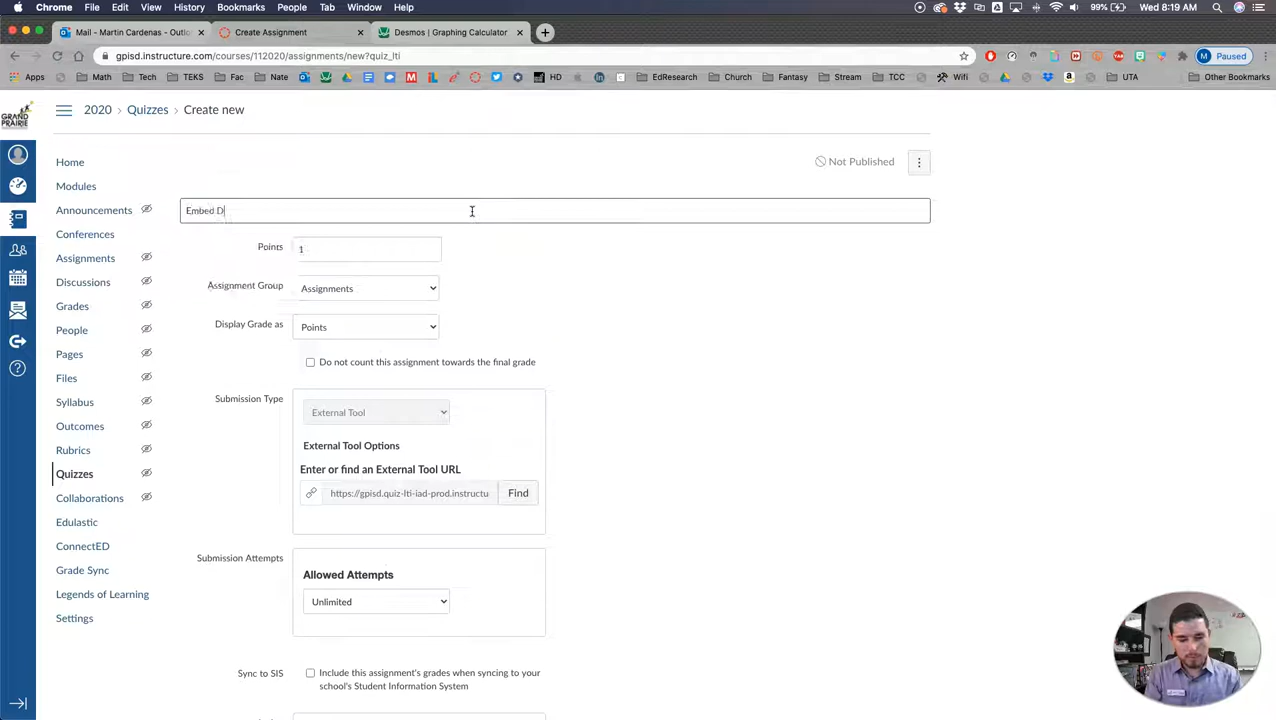 Chrome File Edit View History Bookmarks People Tab Window Help 99% Wed 8:19 AM
Mail - Martin Cardenas - Outlo
Create Assignment
Desmos | Graphing Calculator
gpisd.instructure.com/courses/112020/assignments/new?quiz_lti
Paused
Apps Math Tech TEKS Fac Nate HD EdResearch Church Fantasy Stream TCC Wifi UTA Other Bookmarks
GRAND
PRAIRIE
2020 › Quizzes › Create new
Not Published
Home
Modules
Announcements
Conferences
Assignments
Discussions
Grades
People
Pages
Files
Syllabus
Outcomes
Rubrics
Quizzes
Collaborations
Edulastic
ConnectED
Grade Sync
Legends of Learning
Settings
Embed D
Points 1
Assignment Group Assignments
Display Grade as Points
Do not count this assignment towards the final grade
Submission Type External Tool
External Tool Options
Enter or find an External Tool URL
https://gpisd.quiz-lti-iad-prod.instructu Find
Submission Attempts
Allowed Attempts
Unlimited
Sync to SIS Include this assignment's grades when syncing to your
school's Student Information System